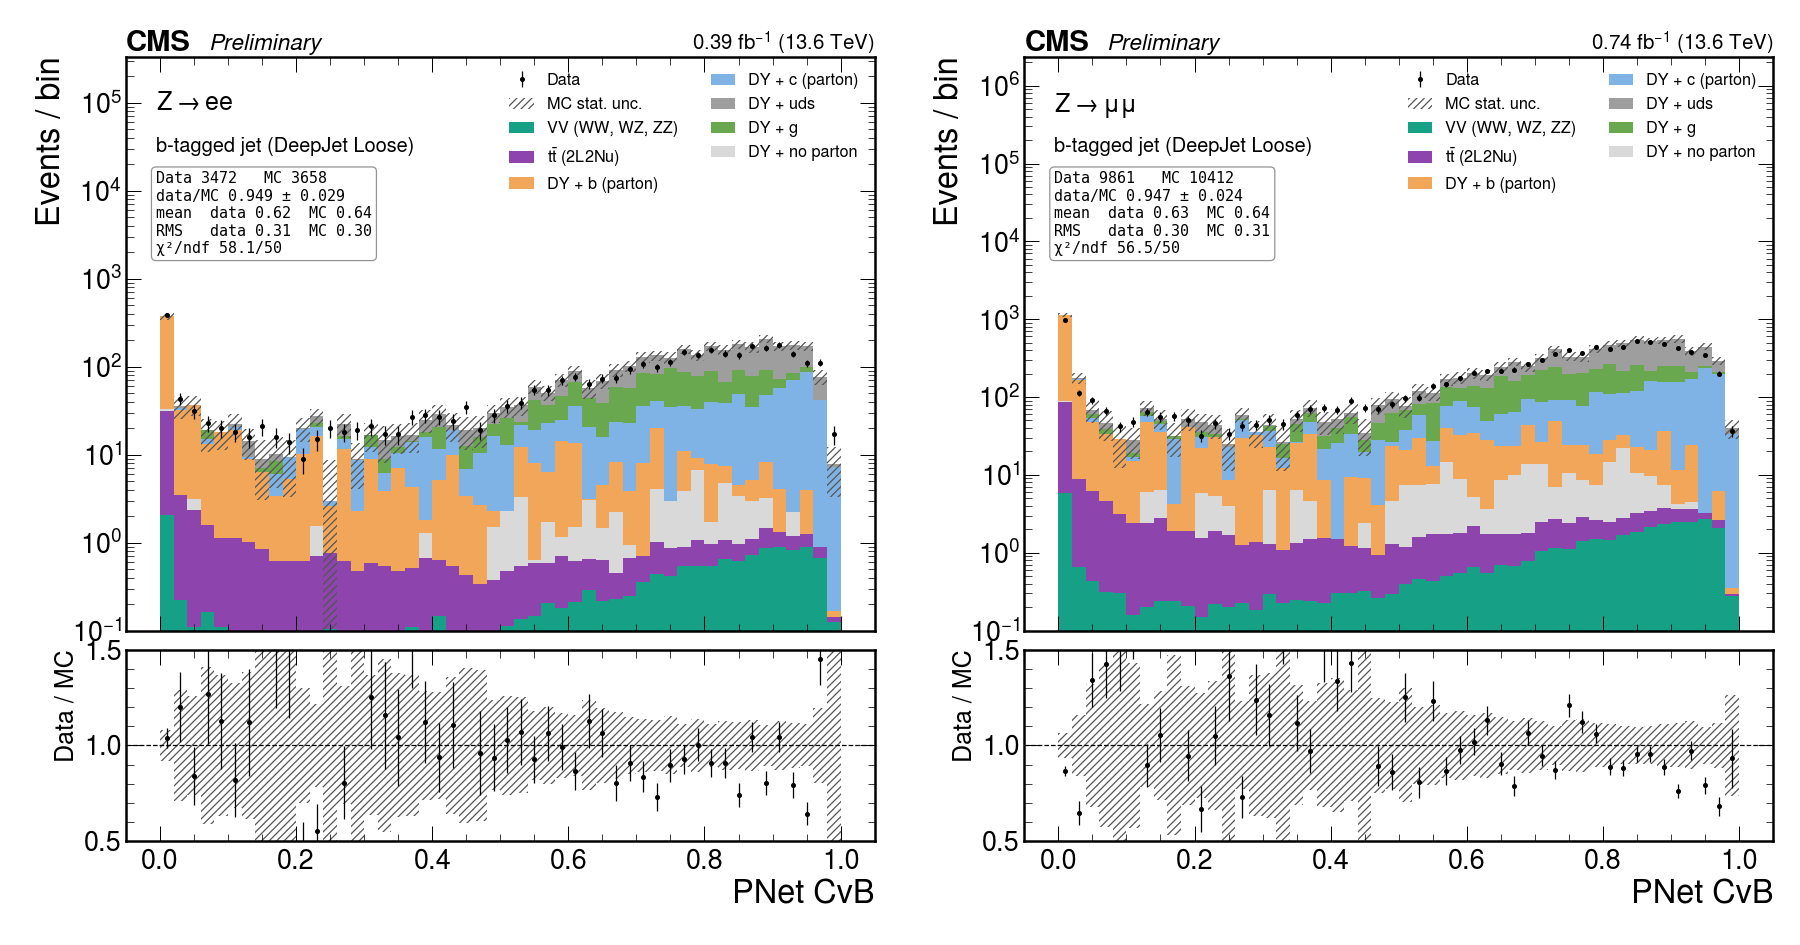 CMS Preliminary 0.39 fb⁻¹ (13.6 TeV)
Events / bin
Z → ee
b-tagged jet (DeepJet Loose)
Data 3472 MC 3658
data/MC 0.949 ± 0.029
mean data 0.62 MC 0.64
RMS data 0.31 MC 0.30
χ²/ndf 58.1/50
Data
MC stat. unc.
VV (WW, WZ, ZZ)
tt̄ (2L2Nu)
DY + b (parton)
DY + c (parton)
DY + uds
DY + g
DY + no parton
10⁵
10⁴
10³
10²
10¹
10⁰
10⁻¹
Data / MC
1.5
1.0
0.5
0.0 0.2 0.4 0.6 0.8 1.0
PNet CvB
CMS Preliminary 0.74 fb⁻¹ (13.6 TeV)
Events / bin
Z → μμ
b-tagged jet (DeepJet Loose)
Data 9861 MC 10412
data/MC 0.947 ± 0.024
mean data 0.63 MC 0.64
RMS data 0.30 MC 0.31
χ²/ndf 56.5/50
Data
MC stat. unc.
VV (WW, WZ, ZZ)
tt̄ (2L2Nu)
DY + b (parton)
DY + c (parton)
DY + uds
DY + g
DY + no parton
10⁶
10⁵
10⁴
10³
10²
10¹
10⁰
10⁻¹
Data / MC
1.5
1.0
0.5
0.0 0.2 0.4 0.6 0.8 1.0
PNet CvB